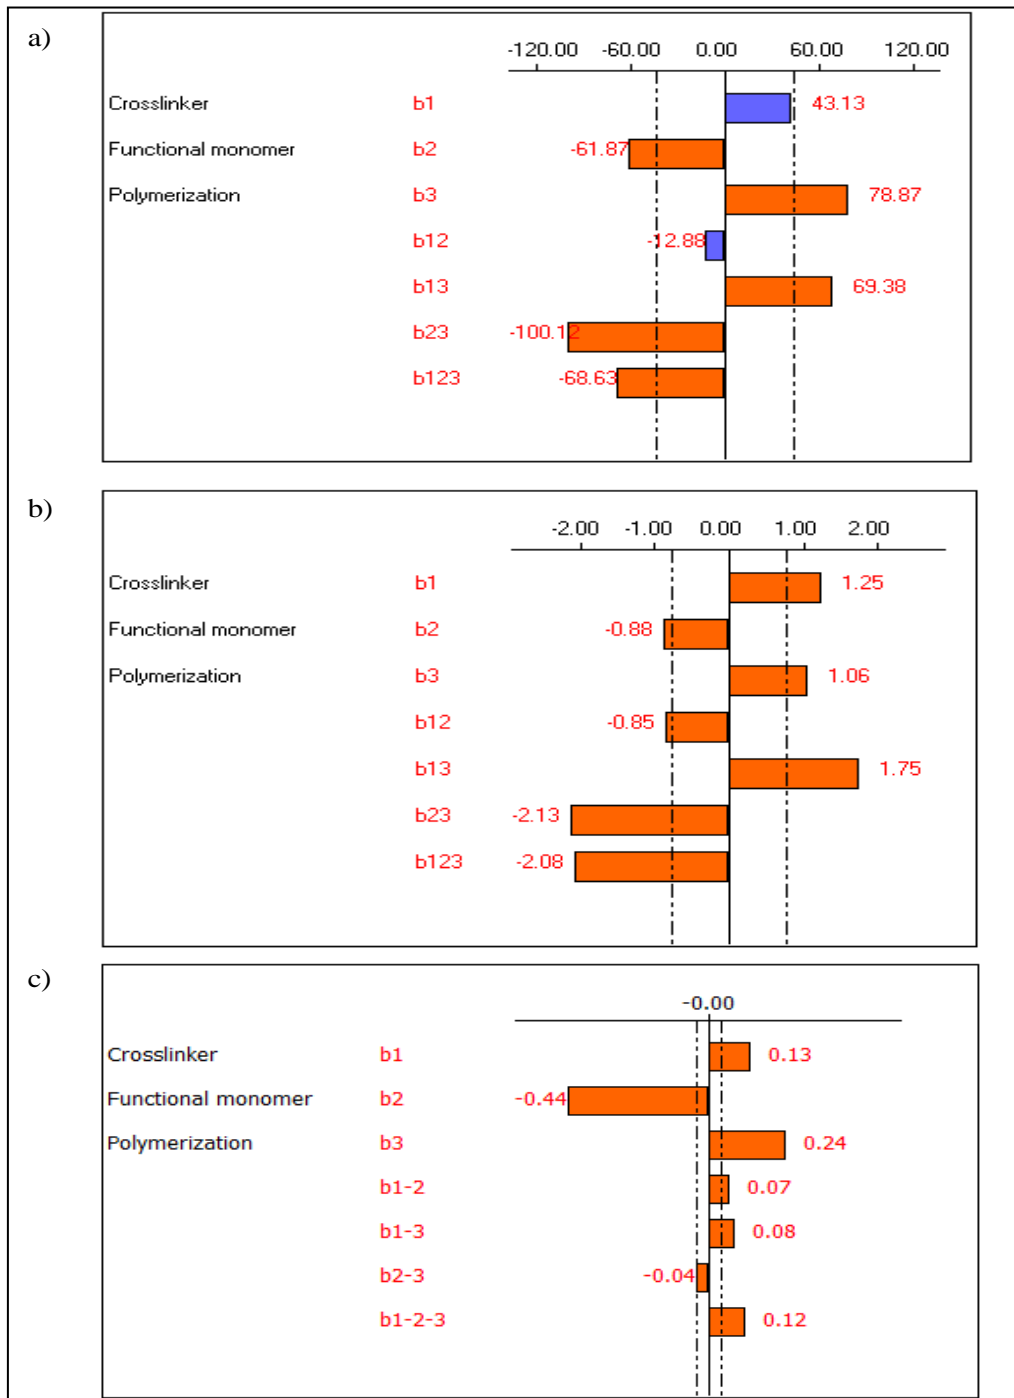 a)
-120.00 -60.00 0.00 60.00 120.00
Crosslinker b1 43.13
Functional monomer b2 -61.87
Polymerization b3 78.87
b12 -12.88
b13 69.38
b23 -100.12
b123 -68.63
b)
-2.00 -1.00 0.00 1.00 2.00
Crosslinker b1 1.25
Functional monomer b2 -0.88
Polymerization b3 1.06
b12 -0.85
b13 1.75
b23 -2.13
b123 -2.08
c)
-0.00
Crosslinker b1 0.13
Functional monomer b2 -0.44
Polymerization b3 0.24
b1-2 0.07
b1-3 0.08
b2-3 -0.04
b1-2-3 0.12